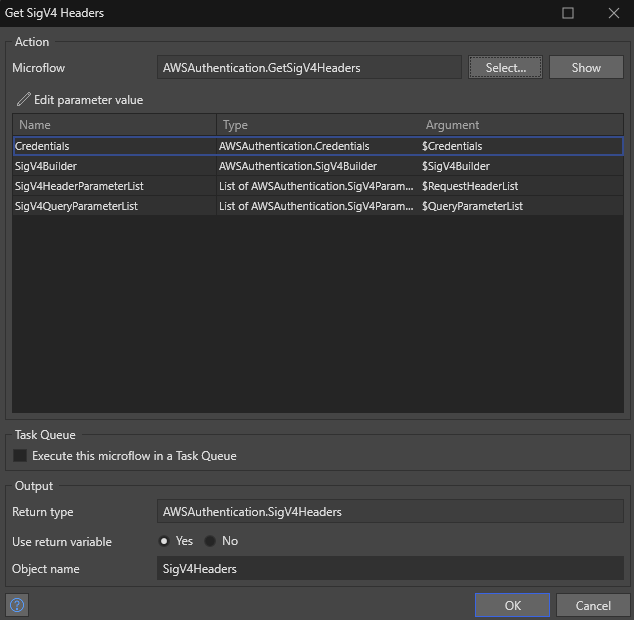 Get SigV4 Headers
Action
Microflow AWSAuthentication.GetSigV4Headers Select... Show
Edit parameter value
Name Type Argument
Credentials AWSAuthentication.Credentials $Credentials
SigV4Builder AWSAuthentication.SigV4Builder $SigV4Builder
SigV4HeaderParameterList List of AWSAuthentication.SigV4Param... $RequestHeaderList
SigV4QueryParameterList List of AWSAuthentication.SigV4Param... $QueryParameterList
Task Queue
Execute this microflow in a Task Queue
Output
Return type AWSAuthentication.SigV4Headers
Use return variable Yes No
Object name SigV4Headers
? OK Cancel